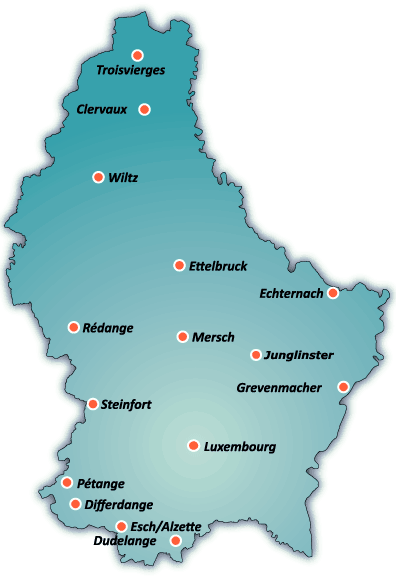 Troisvierges
Clervaux
Wiltz
Ettelbruck
Echternach
Rédange
Mersch
Junglinster
Grevenmacher
Steinfort
Luxembourg
Pétange
Differdange
Esch/Alzette
Dudelange